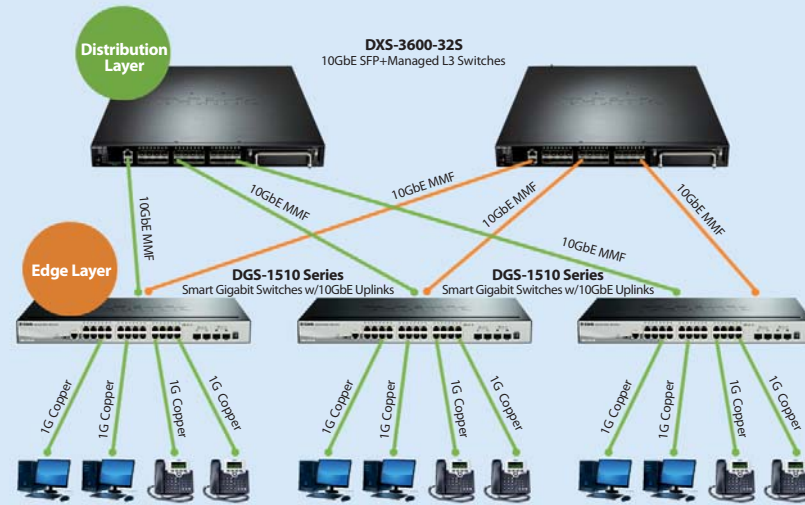 Distribution
Layer
DXS-3600-32S
10GbE SFP+Managed L3 Switches
10GbE MMF
10GbE MMF
10GbE MMF
10GbE MMF
10GbE MMF
10GbE MMF
Edge Layer
DGS-1510 Series
Smart Gigabit Switches w/10GbE Uplinks
DGS-1510 Series
Smart Gigabit Switches w/10GbE Uplinks
1G Copper
1G Copper
1G Copper
1G Copper
1G Copper
1G Copper
1G Copper
1G Copper
1G Copper
1G Copper
1G Copper
1G Copper